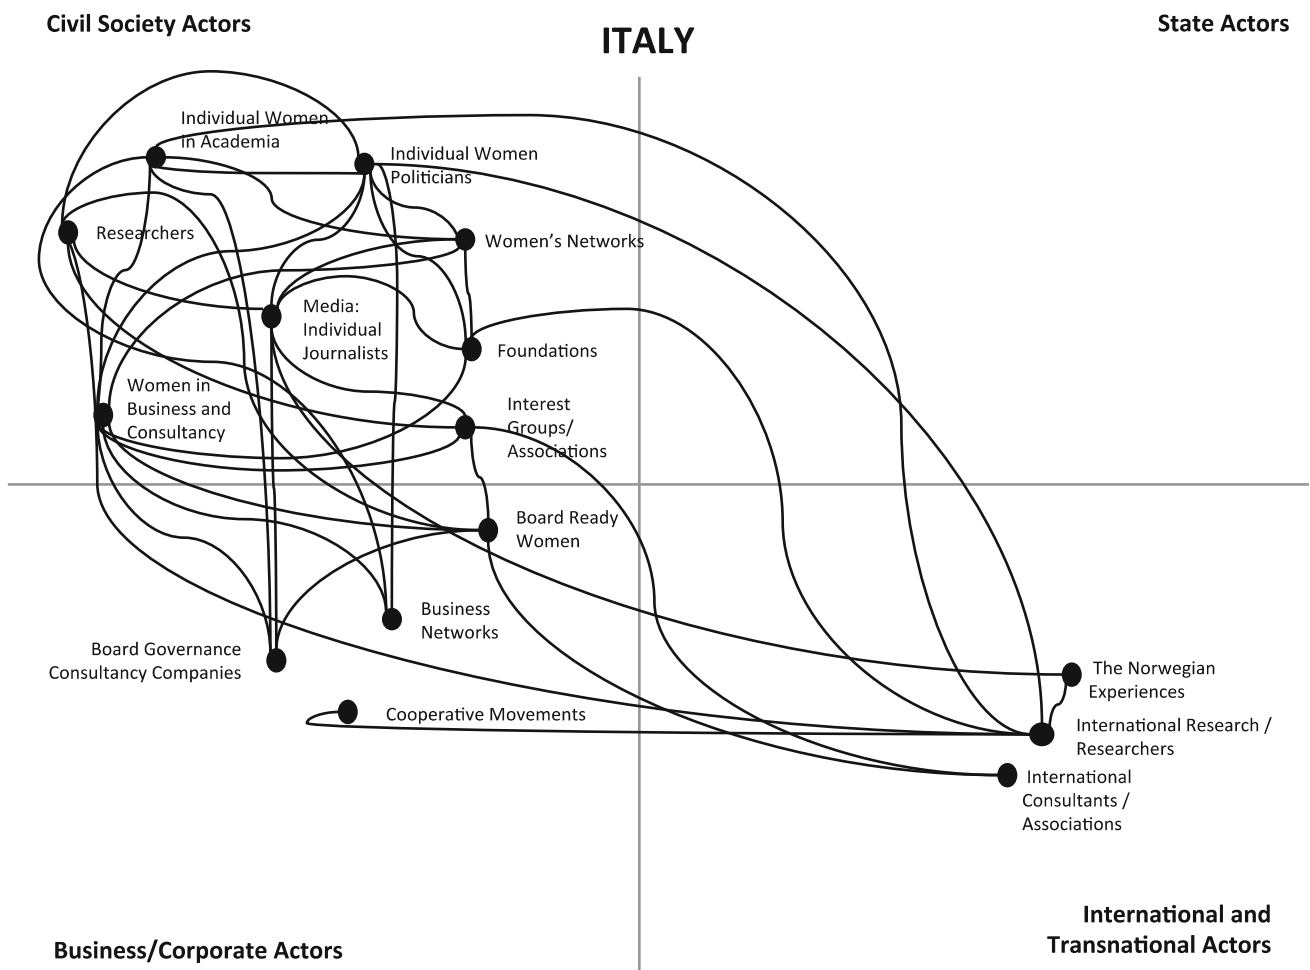 Civil Society Actors
ITALY
State Actors
Individual Women
in Academia
Individual Women
Politicians
Researchers
Women's Networks
Media:
Individual
Journalists
Foundations
Women in
Business and
Consultancy
Interest
Groups/
Associations
Board Ready
Women
Business
Networks
Board Governance
Consultancy Companies
Cooperative Movements
The Norwegian
Experiences
International Research /
Researchers
International
Consultants /
Associations
Business/Corporate Actors
International and
Transnational Actors